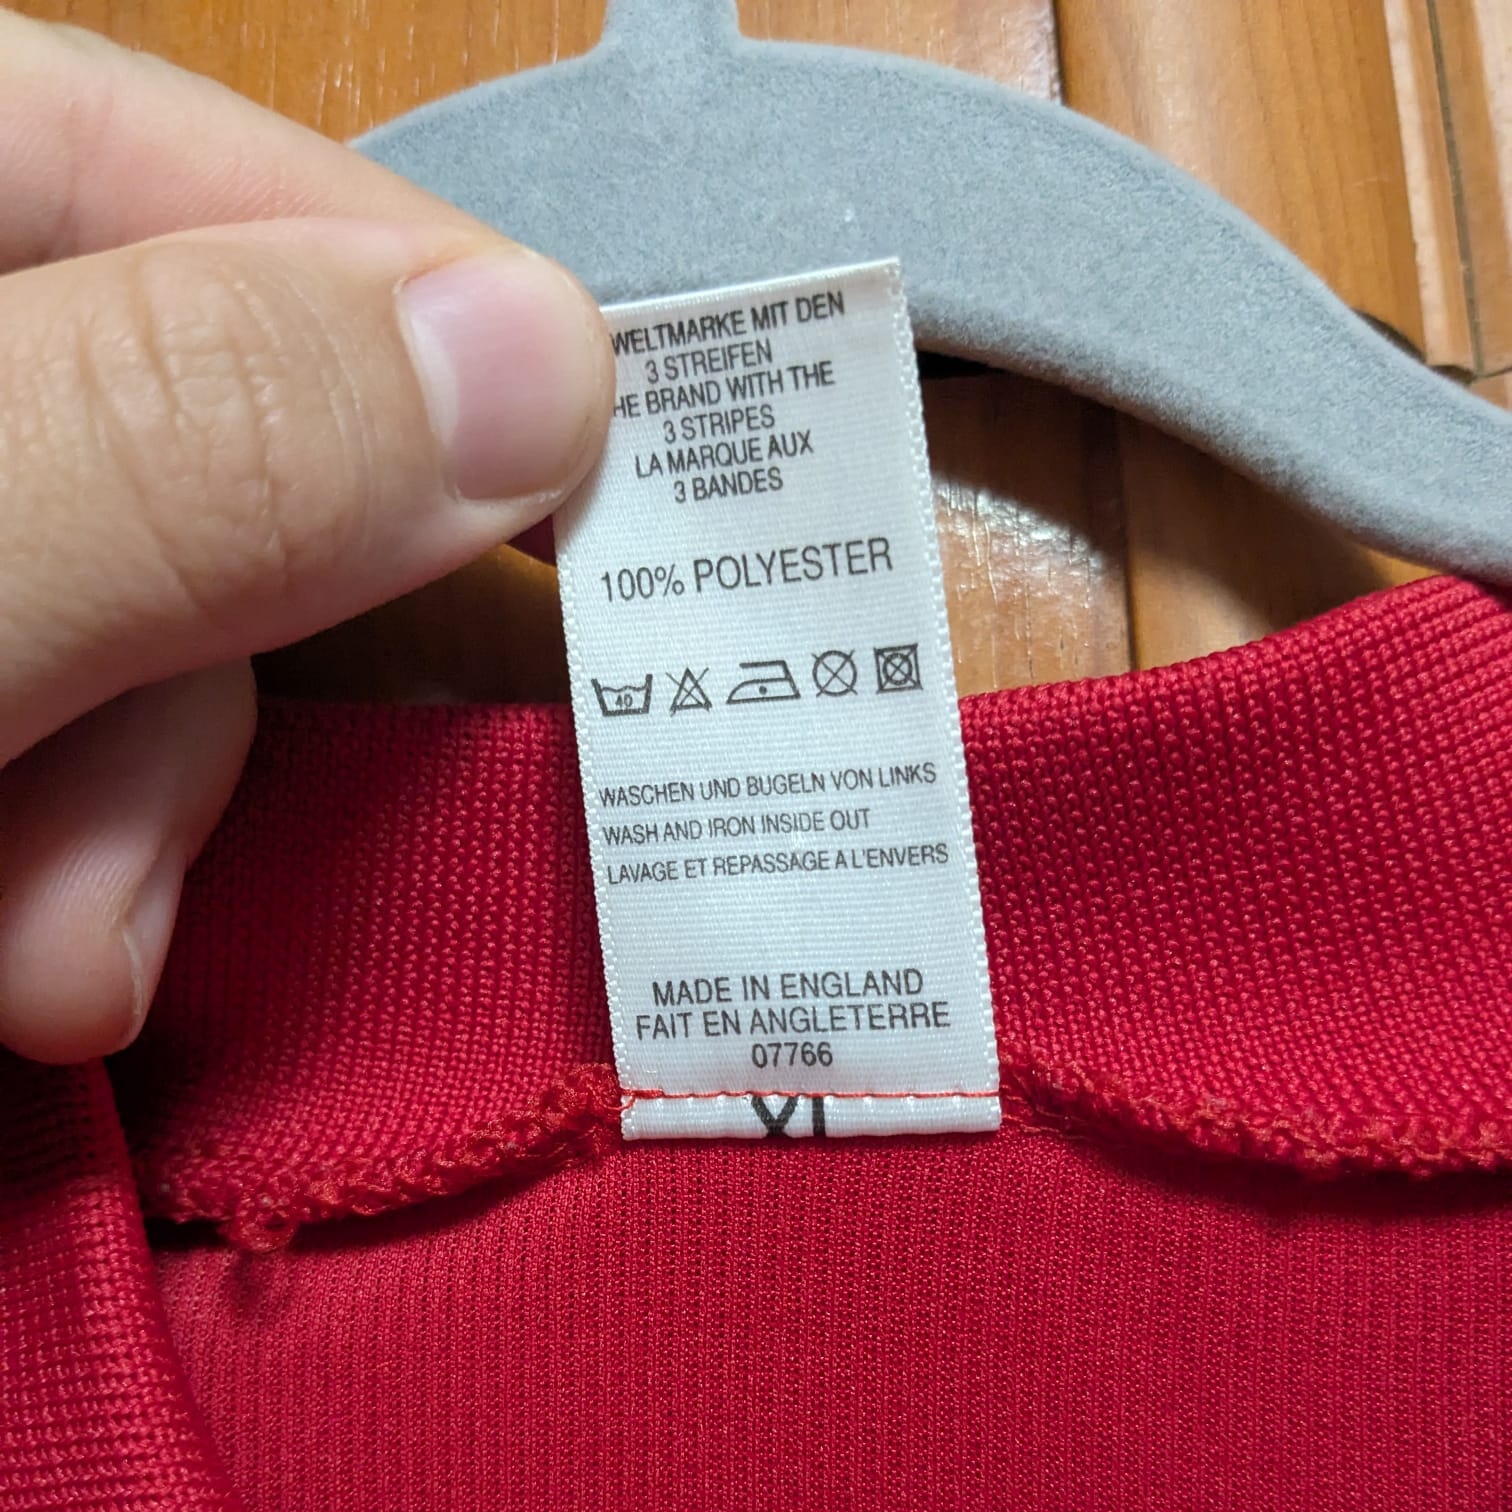 WELTMARKE MIT DEN
3 STREIFEN
HE BRAND WITH THE
3 STRIPES
LA MARQUE AUX
3 BANDES
100% POLYESTER
40
WASCHEN UND BUGELN VON LINKS
WASH AND IRON INSIDE OUT
LAVAGE ET REPASSAGE A L'ENVERS
MADE IN ENGLAND
FAIT EN ANGLETERRE
07766